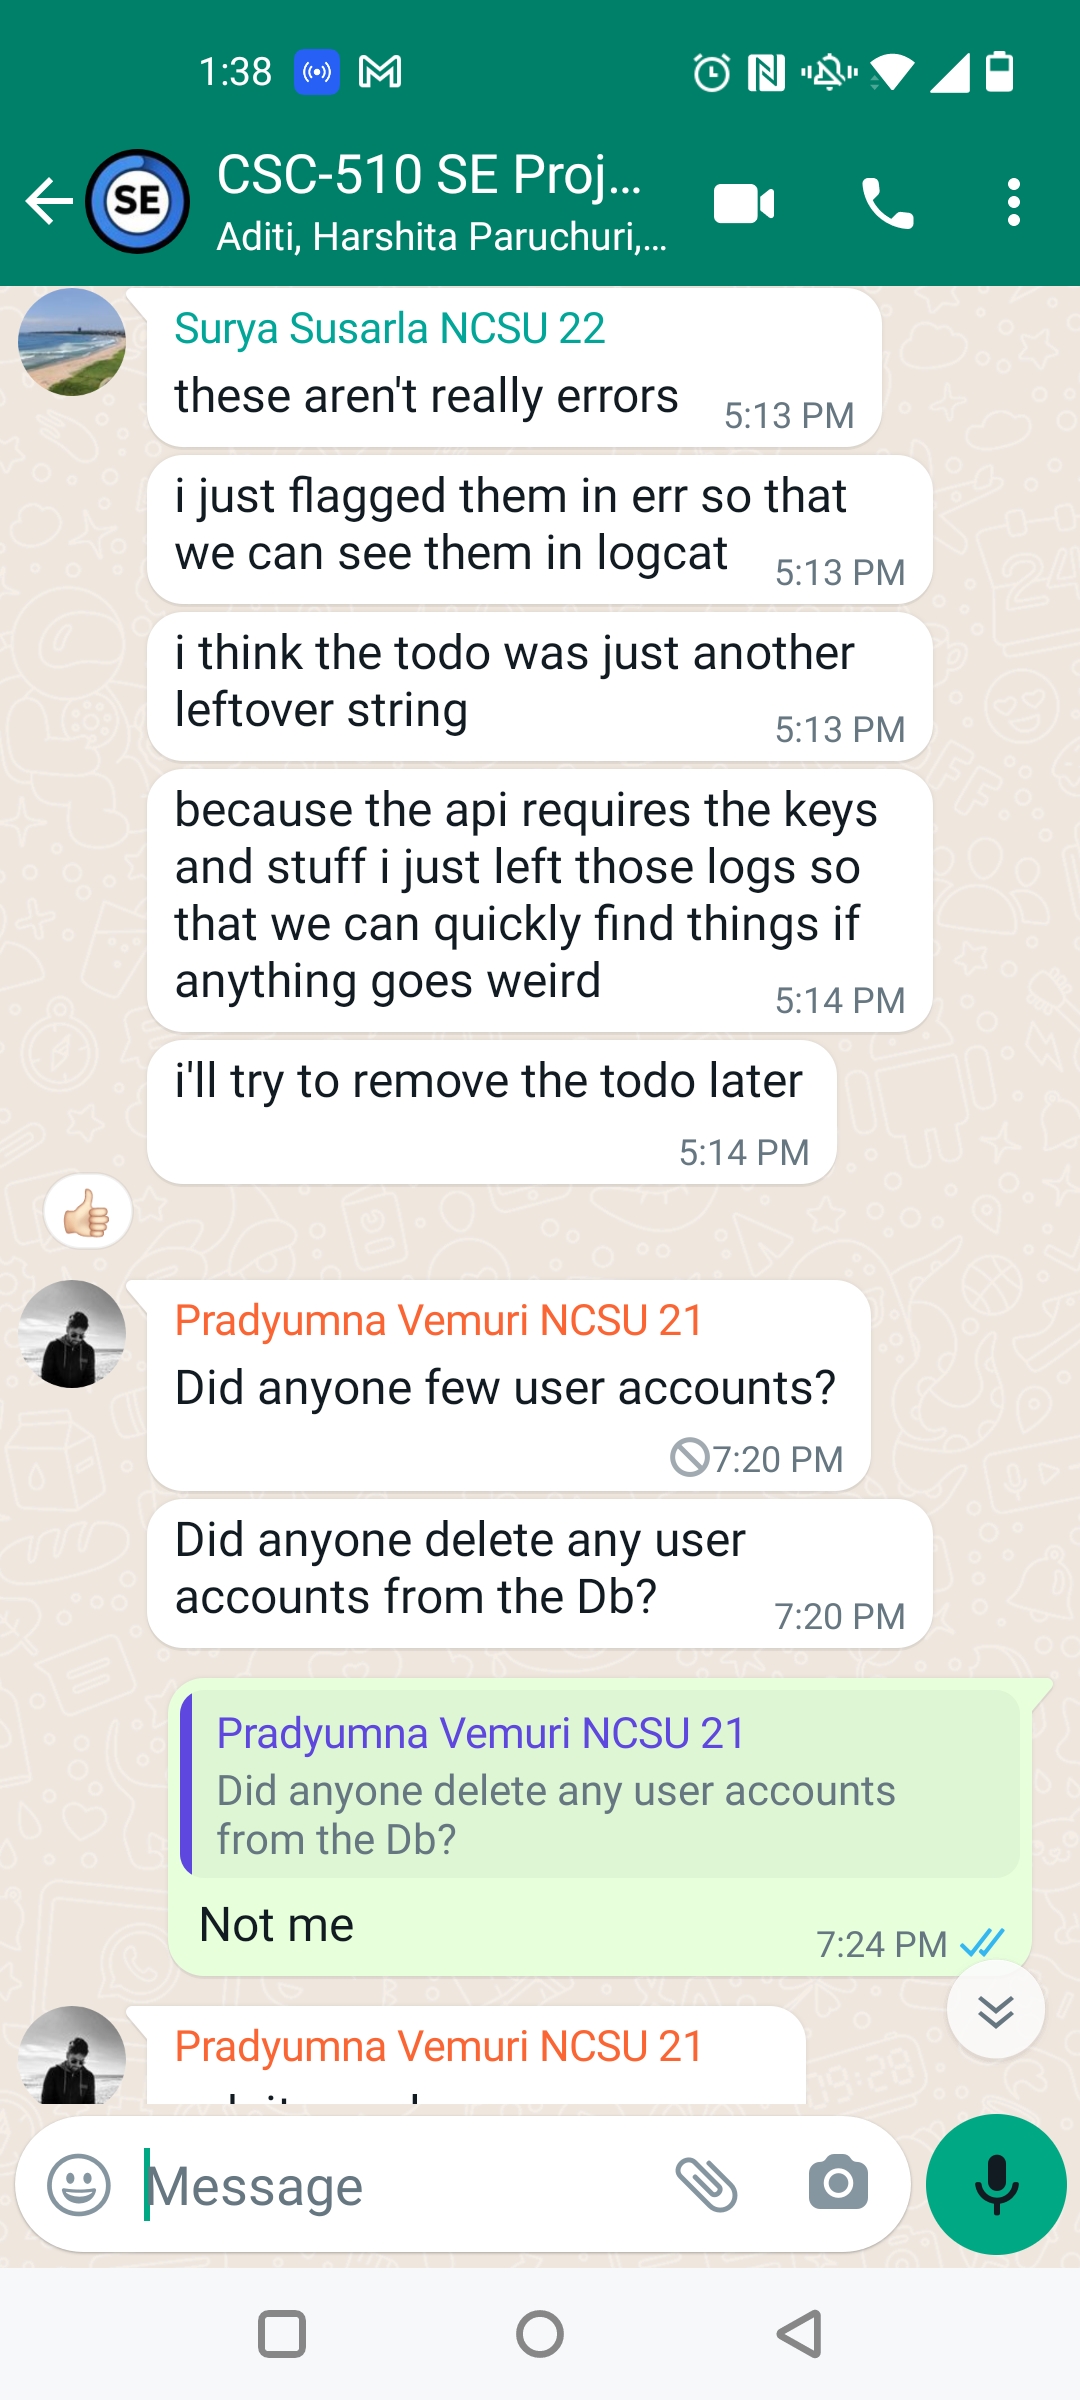 1:38
SE
CSC-510 SE Proj...
Aditi, Harshita Paruchuri,...
Surya Susarla NCSU 22
these aren't really errors
5:13 PM
i just flagged them in err so that
we can see them in logcat
5:13 PM
i think the todo was just another
leftover string
5:13 PM
because the api requires the keys
and stuff i just left those logs so
that we can quickly find things if
anything goes weird
5:14 PM
i'll try to remove the todo later
5:14 PM
Pradyumna Vemuri NCSU 21
Did anyone few user accounts?
7:20 PM
Did anyone delete any user
accounts from the Db?
7:20 PM
Pradyumna Vemuri NCSU 21
Did anyone delete any user accounts
from the Db?
Not me
7:24 PM
Pradyumna Vemuri NCSU 21
Message